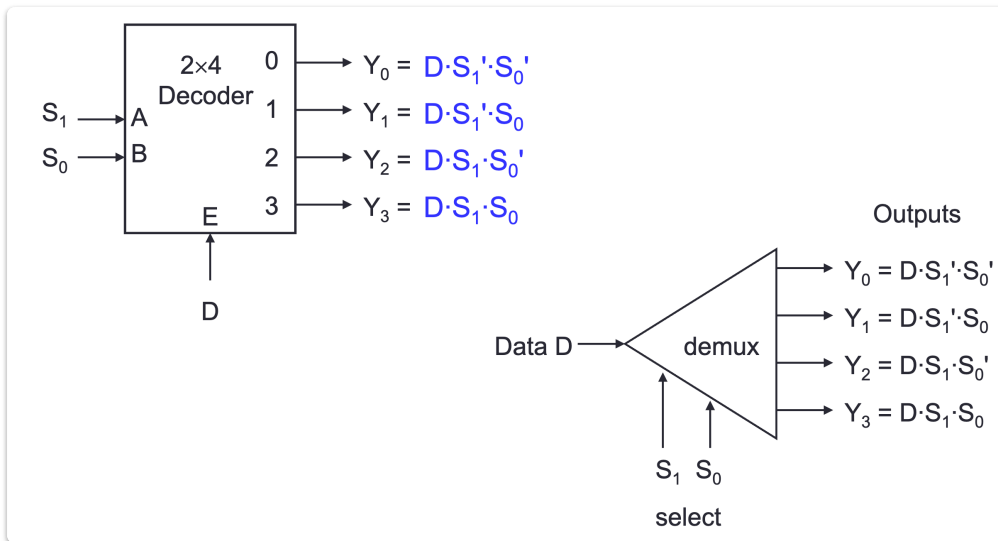 2×4
Decoder
0
1
2
3
S₁
S₀
A
B
E
D
Y₀ = D·S₁'·S₀'
Y₁ = D·S₁'·S₀
Y₂ = D·S₁·S₀'
Y₃ = D·S₁·S₀
Outputs
Data D
demux
Y₀ = D·S₁'·S₀'
Y₁ = D·S₁'·S₀
Y₂ = D·S₁·S₀'
Y₃ = D·S₁·S₀
S₁ S₀
select